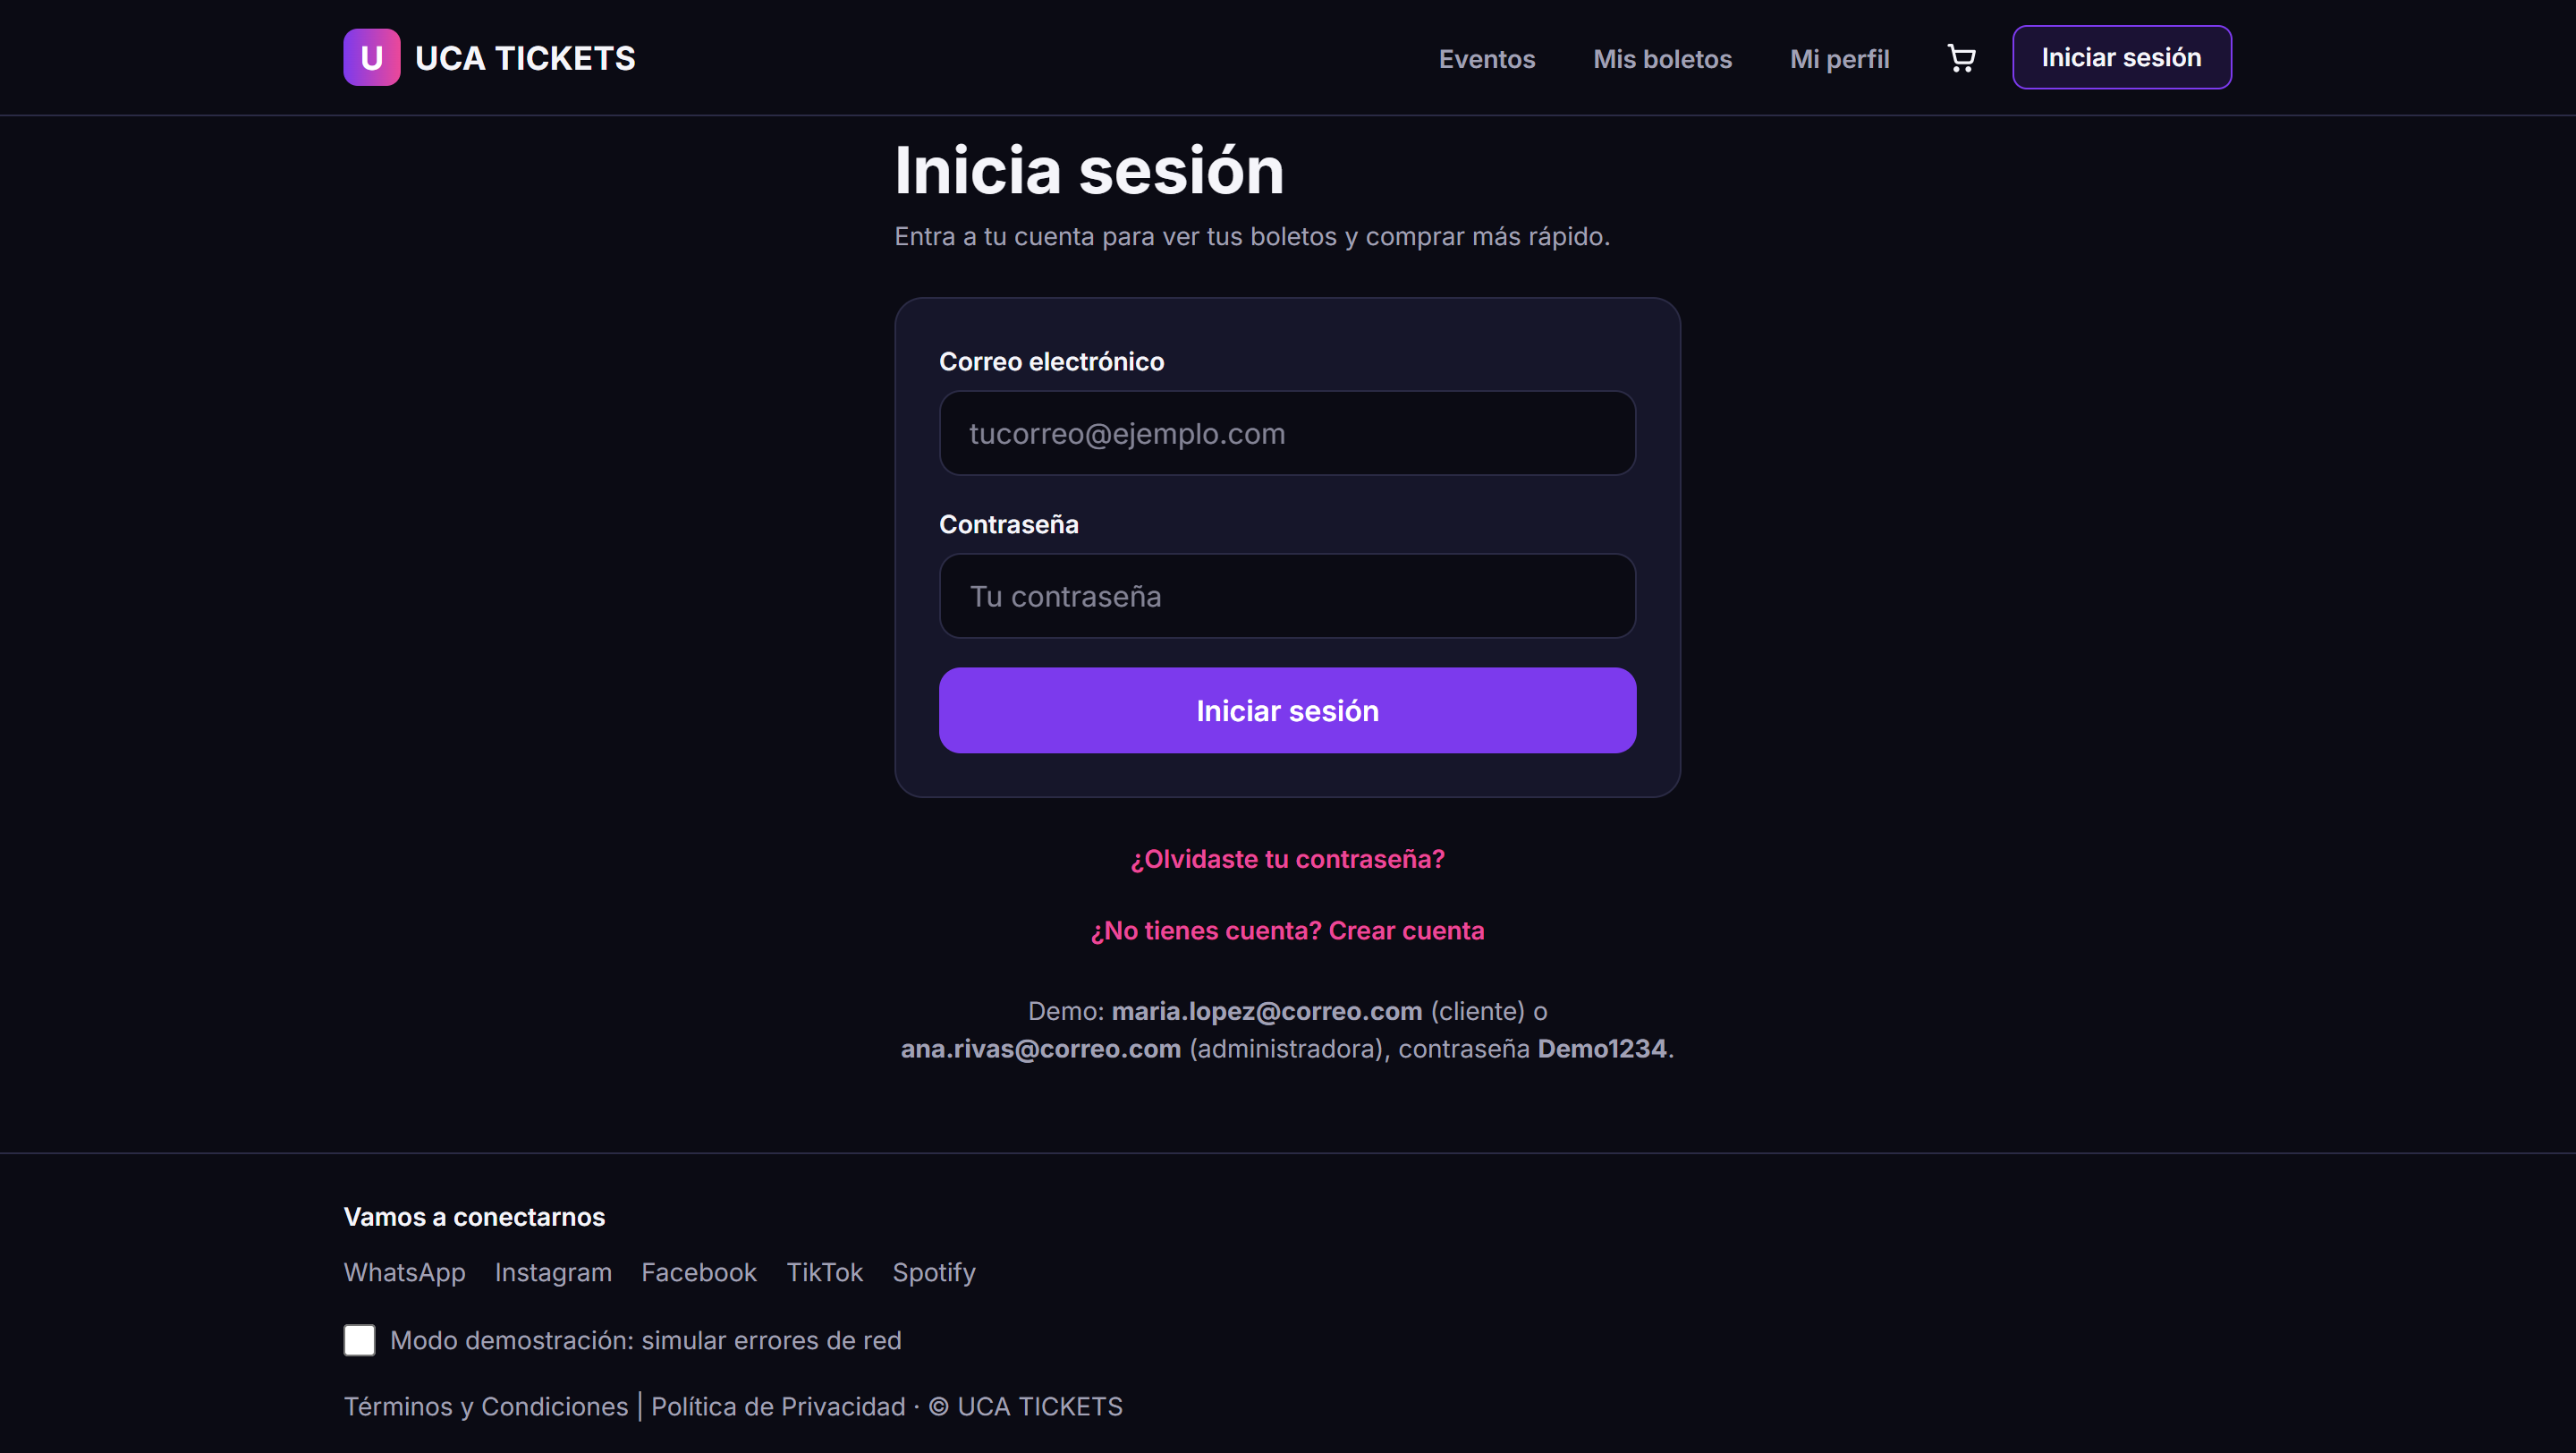 U UCA TICKETS
Eventos Mis boletos Mi perfil Iniciar sesión
Inicia sesión
Entra a tu cuenta para ver tus boletos y comprar más rápido.
Correo electrónico
tucorreo@ejemplo.com
Contraseña
Tu contraseña
Iniciar sesión
¿Olvidaste tu contraseña?
¿No tienes cuenta? Crear cuenta
Demo: maria.lopez@correo.com (cliente) o
ana.rivas@correo.com (administradora), contraseña Demo1234.
Vamos a conectarnos
WhatsApp Instagram Facebook TikTok Spotify
Modo demostración: simular errores de red
Términos y Condiciones | Política de Privacidad · © UCA TICKETS